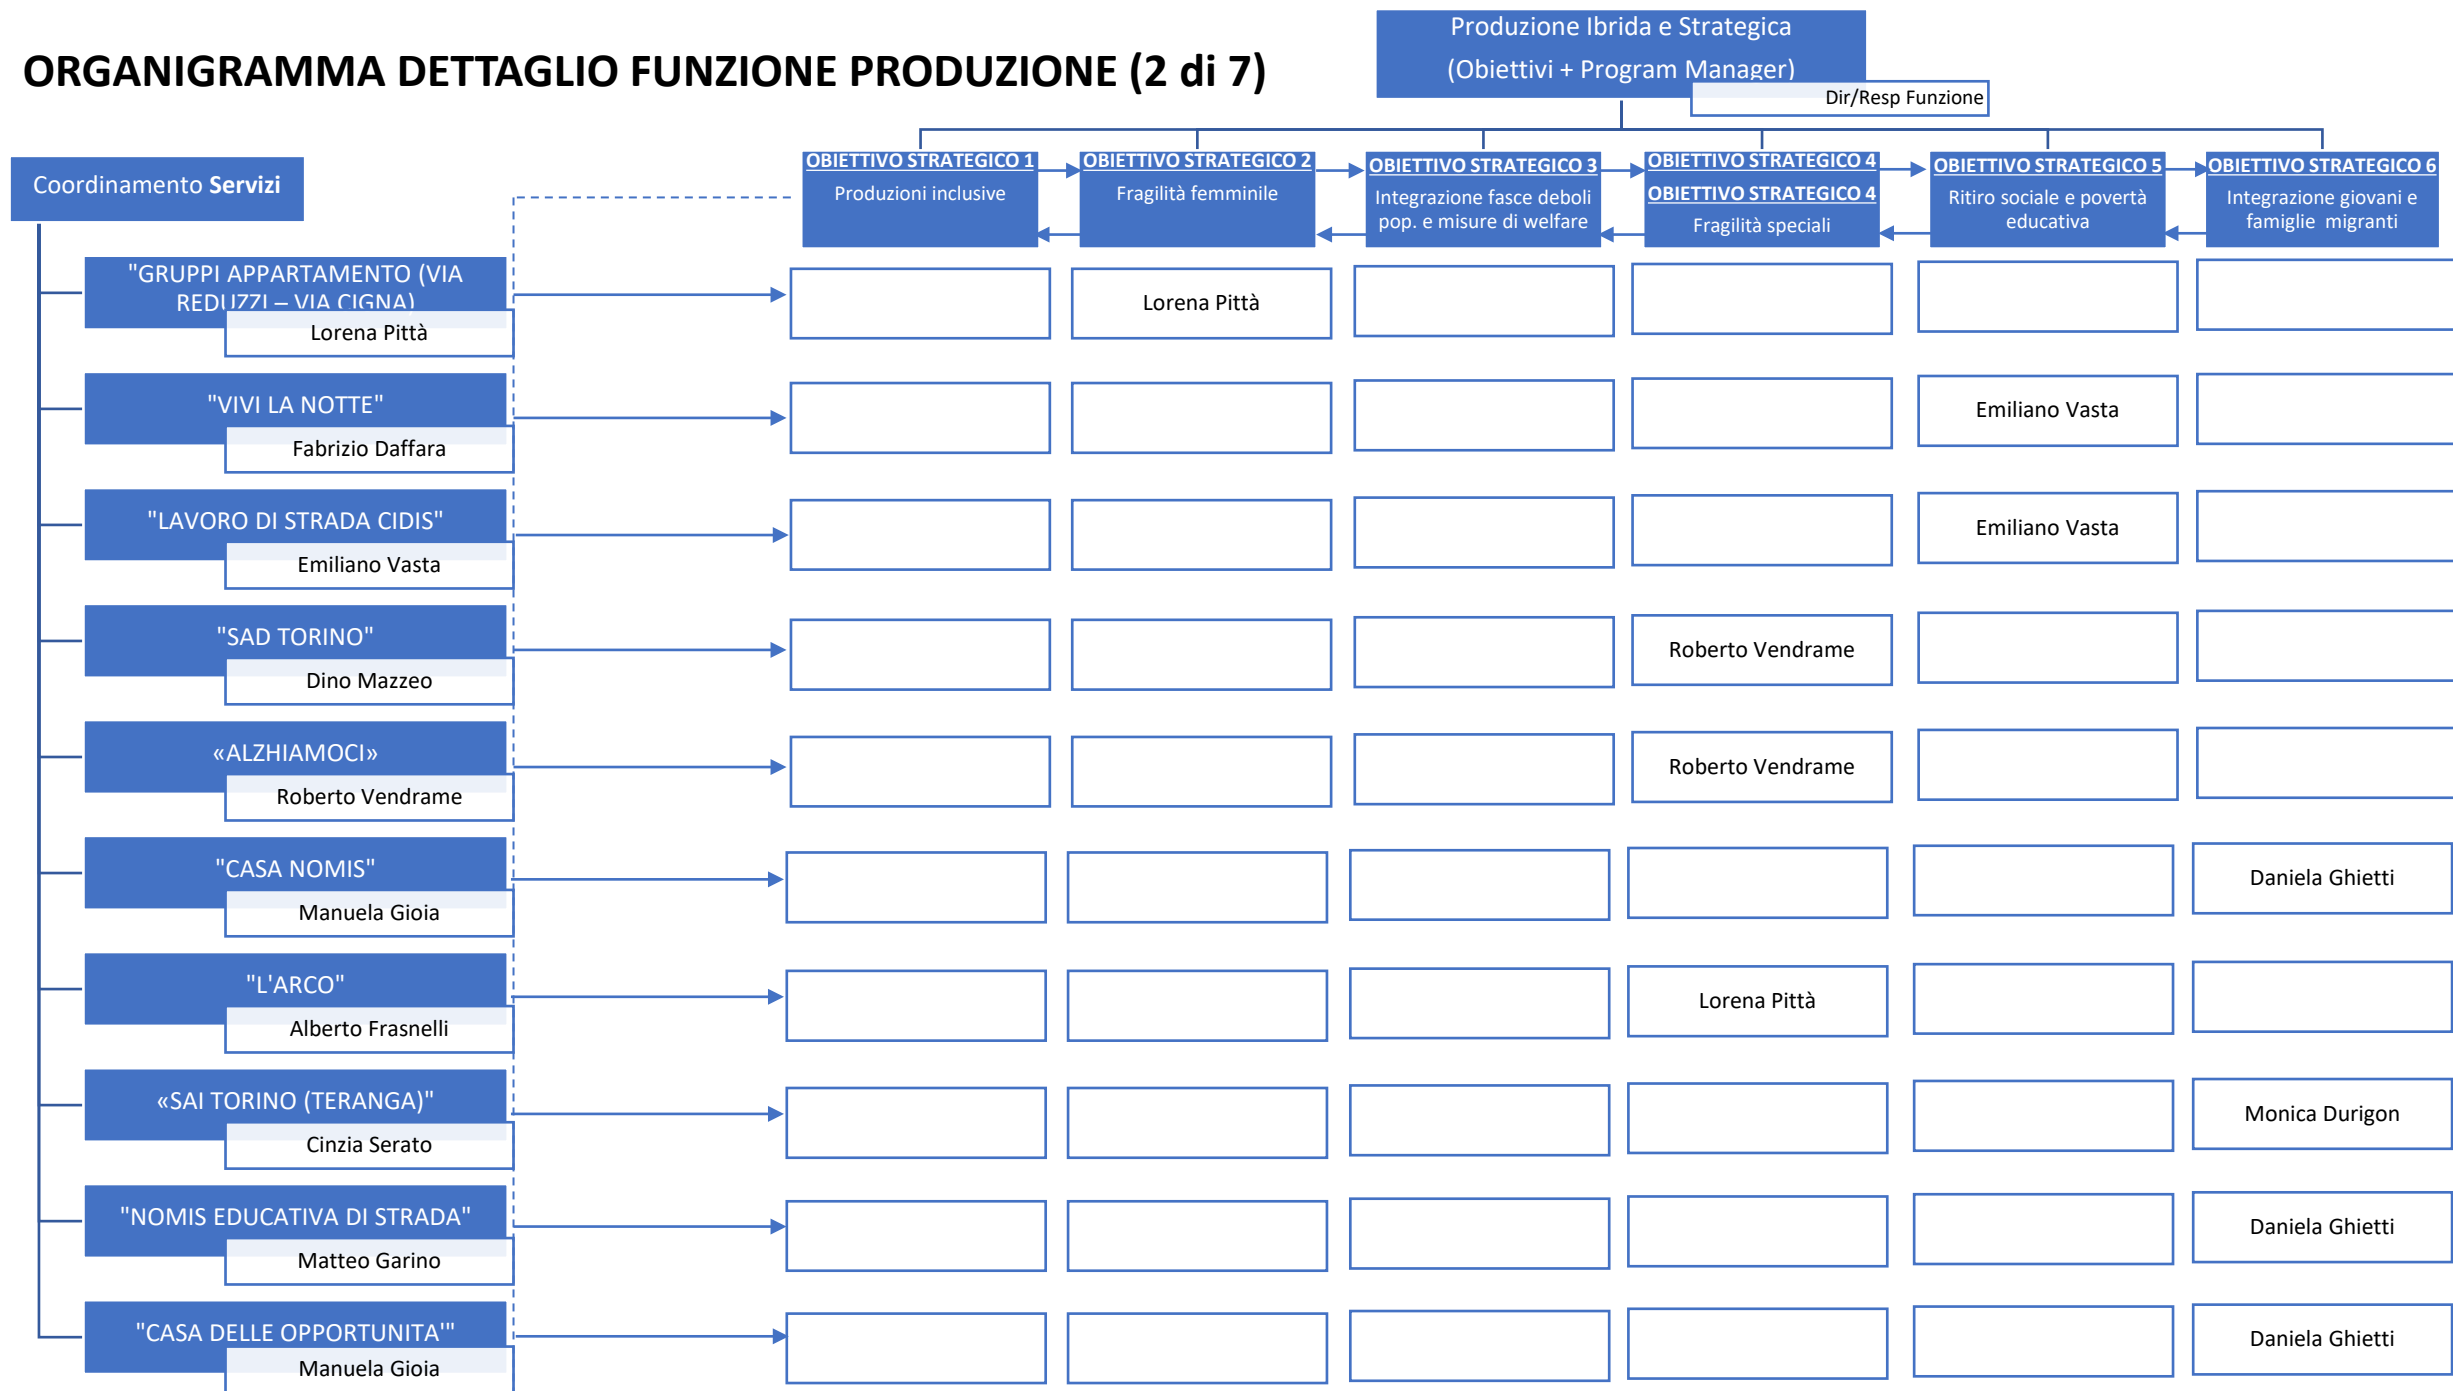 Produzione Ibrida e Strategica
(Obiettivi + Program Manager)
ORGANIGRAMMA DETTAGLIO FUNZIONE PRODUZIONE (2 di 7)
Dir/Resp Funzione
Coordinamento Servizi
OBIETTIVO STRATEGICO 1
Produzioni inclusive
OBIETTIVO STRATEGICO 2
Fragilità femminile
OBIETTIVO STRATEGICO 3
Integrazione fasce deboli
pop. e misure di welfare
OBIETTIVO STRATEGICO 4
OBIETTIVO STRATEGICO 4
Fragilità speciali
OBIETTIVO STRATEGICO 5
Ritiro sociale e povertà
educativa
OBIETTIVO STRATEGICO 6
Integrazione giovani e
famiglie migranti
"GRUPPI APPARTAMENTO (VIA
REDUZZI – VIA CIGNA)
Lorena Pittà
Lorena Pittà
"VIVI LA NOTTE"
Fabrizio Daffara
Emiliano Vasta
"LAVORO DI STRADA CIDIS"
Emiliano Vasta
Emiliano Vasta
"SAD TORINO"
Dino Mazzeo
Roberto Vendrame
«ALZHIAMOCI»
Roberto Vendrame
Roberto Vendrame
"CASA NOMIS"
Manuela Gioia
Daniela Ghietti
"L'ARCO"
Alberto Frasnelli
Lorena Pittà
«SAI TORINO (TERANGA)"
Cinzia Serato
Monica Durigon
"NOMIS EDUCATIVA DI STRADA"
Matteo Garino
Daniela Ghietti
"CASA DELLE OPPORTUNITA'"
Manuela Gioia
Daniela Ghietti